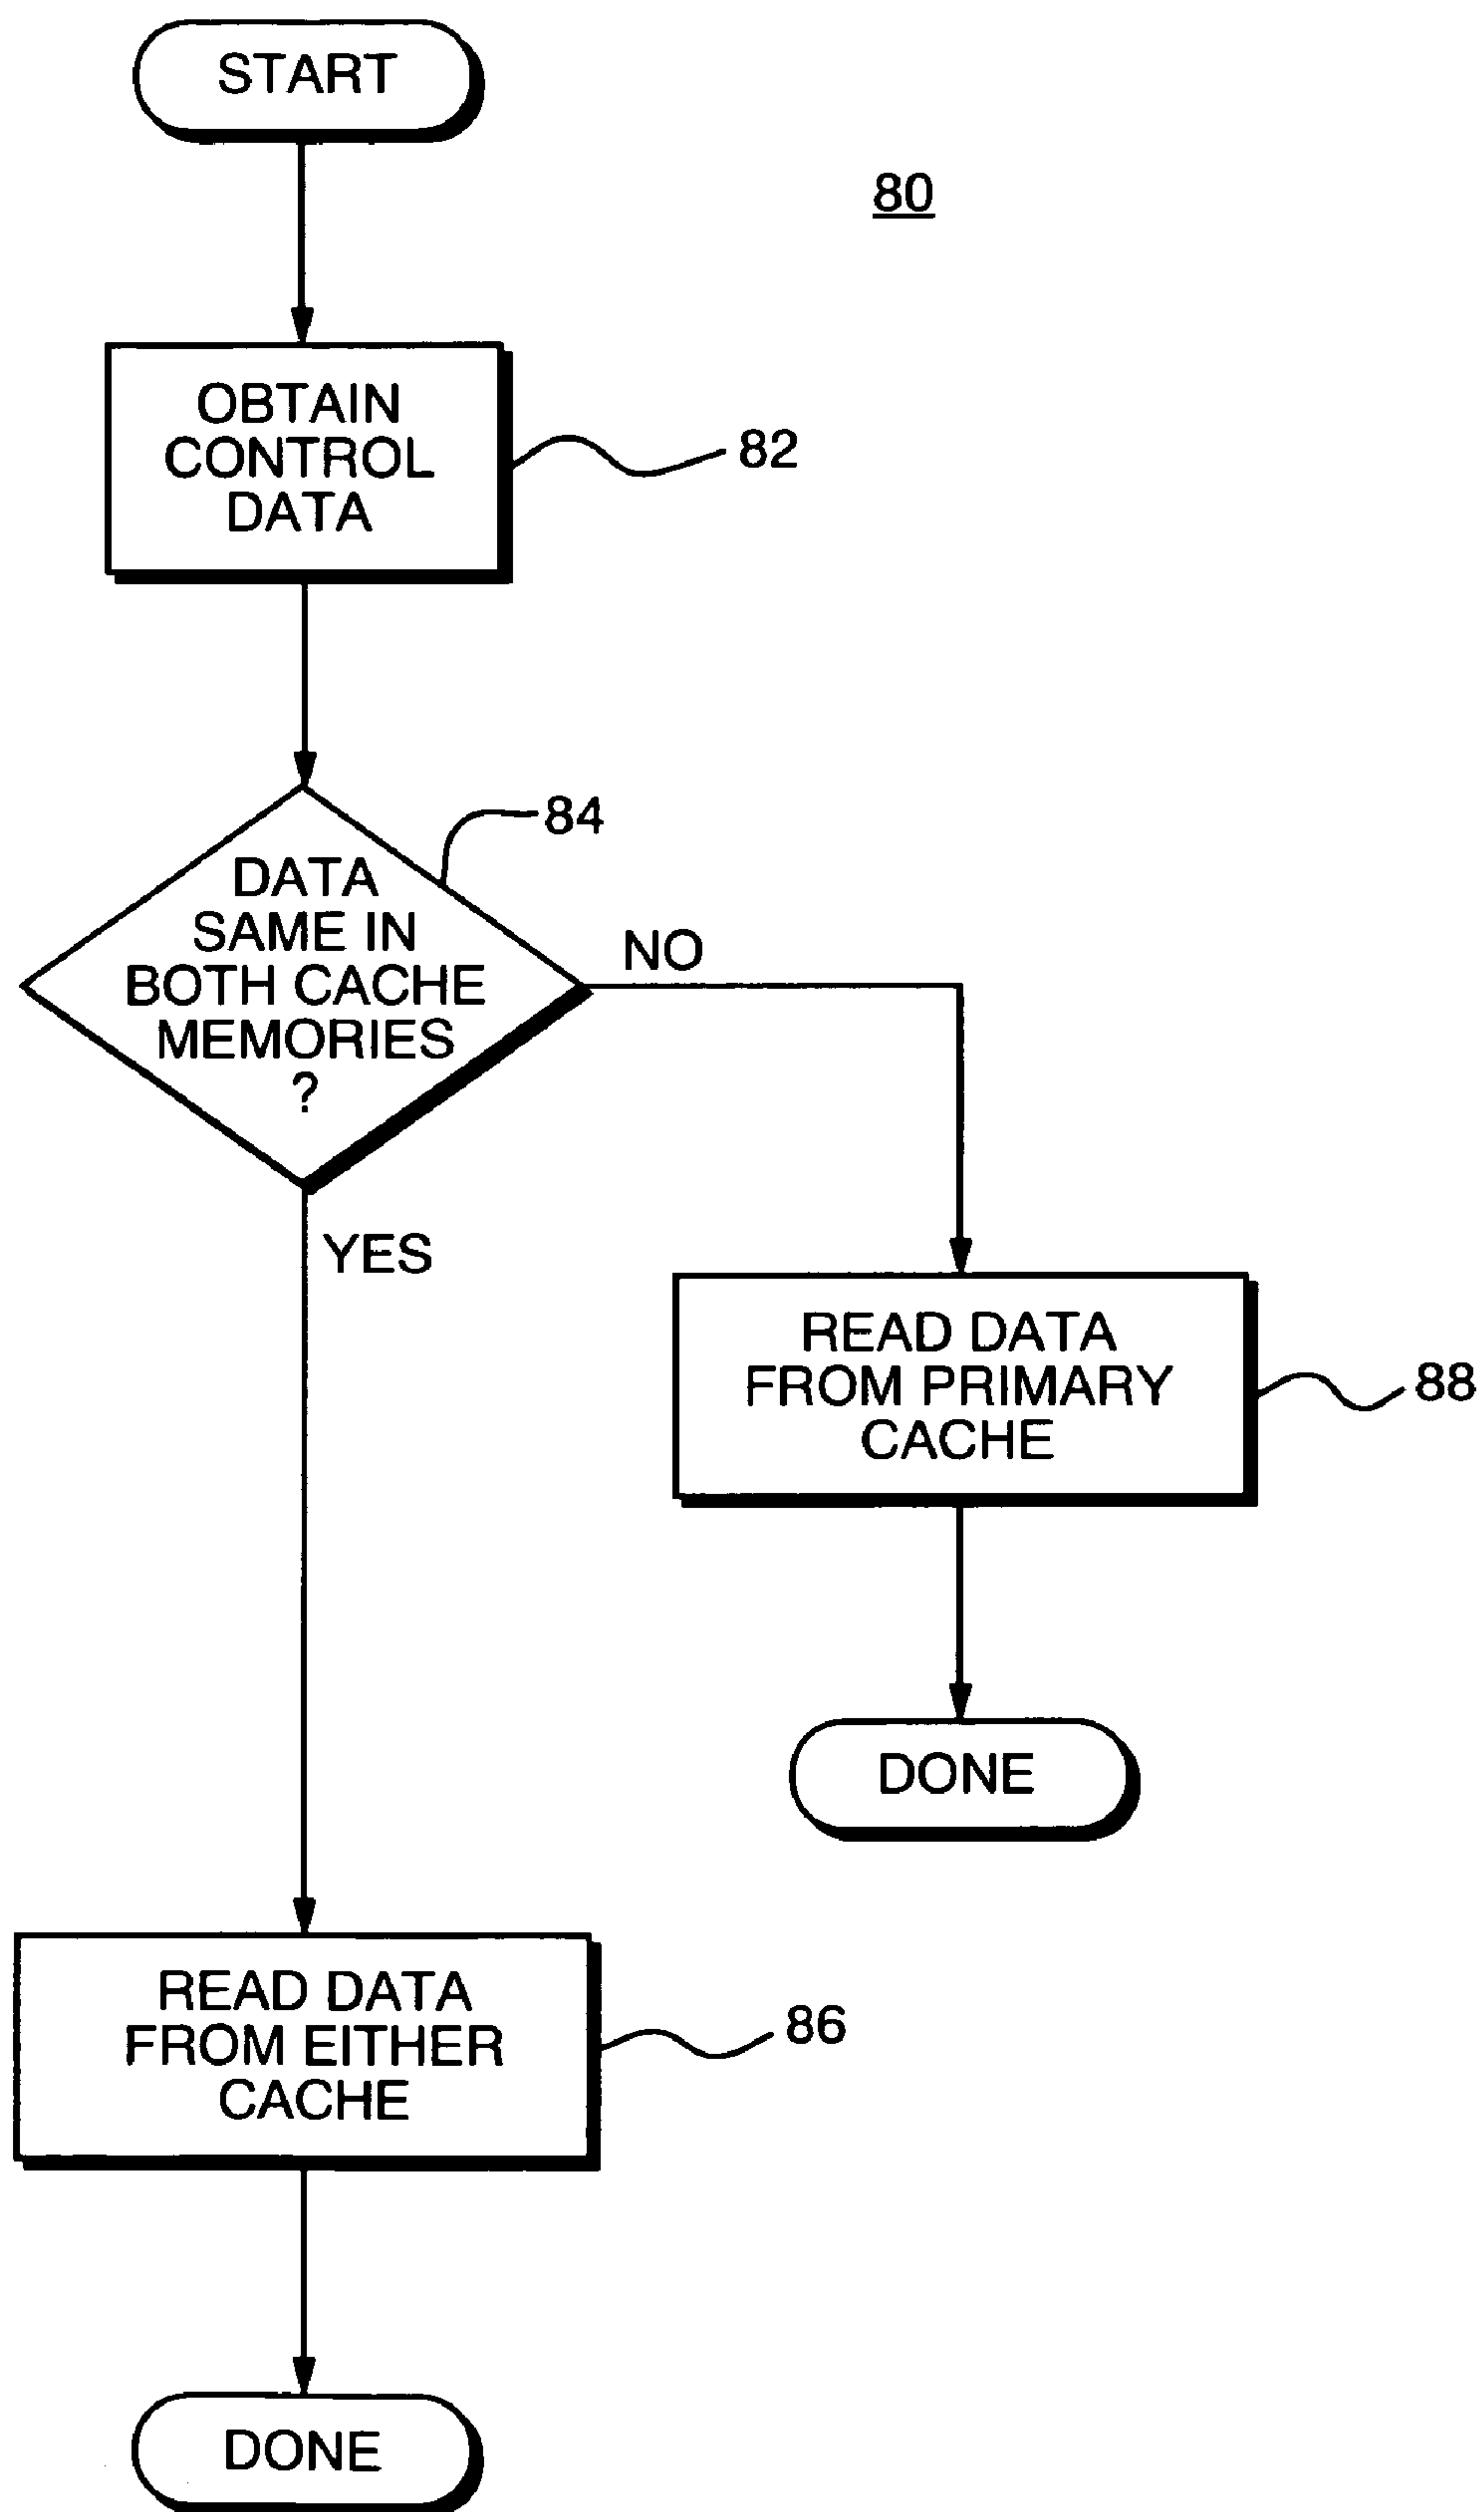 START
80
OBTAIN
CONTROL
DATA
82
84
DATA
SAME IN
BOTH CACHE
MEMORIES
?
NO
YES
READ DATA
FROM PRIMARY
CACHE
88
DONE
READ DATA
FROM EITHER
CACHE
86
DONE